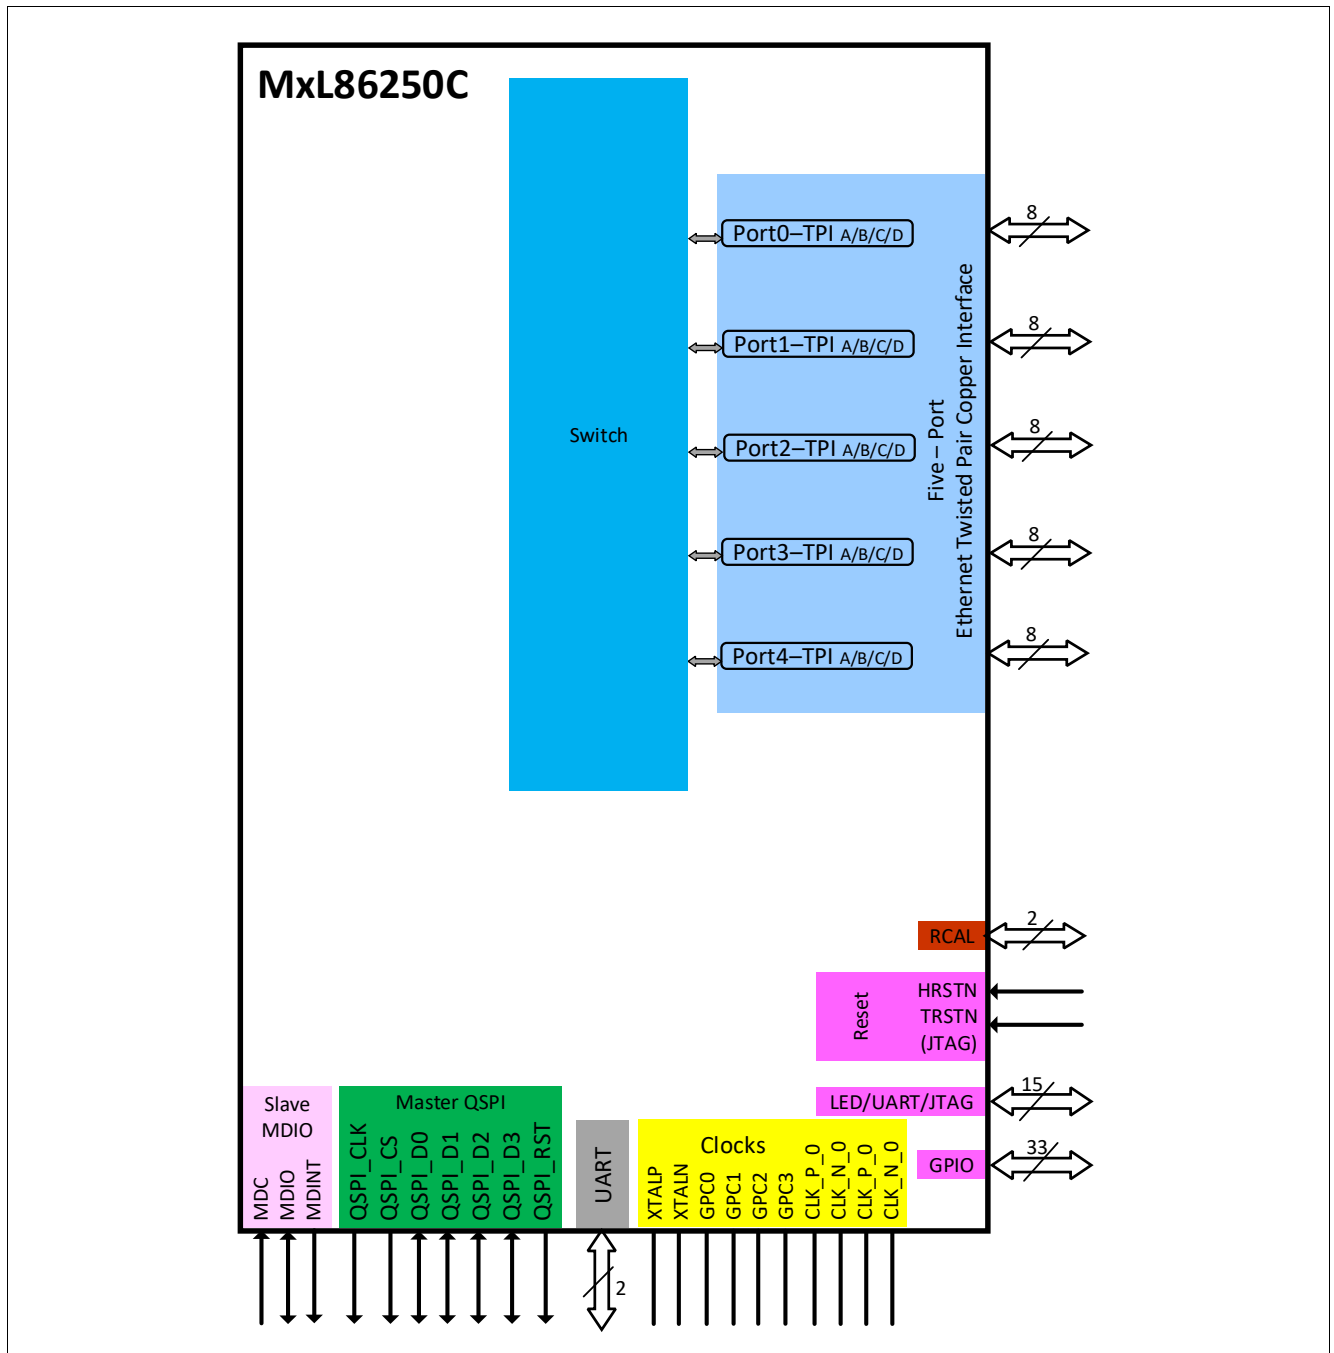 MxL86250C
Switch
Port0–TPI A/B/C/D
Port1–TPI A/B/C/D
Port2–TPI A/B/C/D
Port3–TPI A/B/C/D
Port4–TPI A/B/C/D
Five – Port
Ethernet Twisted Pair Copper Interface
8
8
8
8
8
RCAL
2
Reset
HRSTN
TRSTN
(JTAG)
LED/UART/JTAG
15
GPIO
33
Slave
MDIO
MDC
MDIO
MDINT
Master QSPI
QSPI_CLK
QSPI_CS
QSPI_D0
QSPI_D1
QSPI_D2
QSPI_D3
QSPI_RST
UART
2
Clocks
XTALP
XTALN
GPC0
GPC1
GPC2
GPC3
CLK_P_0
CLK_N_0
CLK_P_0
CLK_N_0